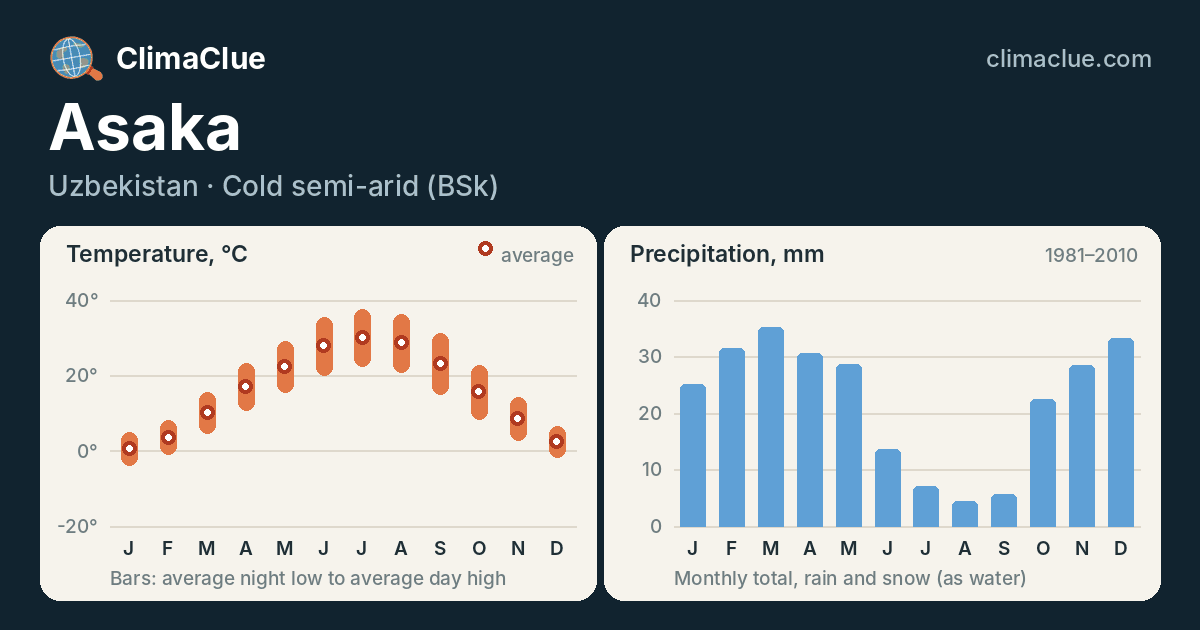 ClimaClue
climaclue.com
Asaka
Uzbekistan · Cold semi-arid (BSk)
Temperature, °C
average
40°
20°
0°
-20°
J F M A M J J A S O N D
Bars: average night low to average day high
Precipitation, mm
1981–2010
40
30
20
10
0
J F M A M J J A S O N D
Monthly total, rain and snow (as water)